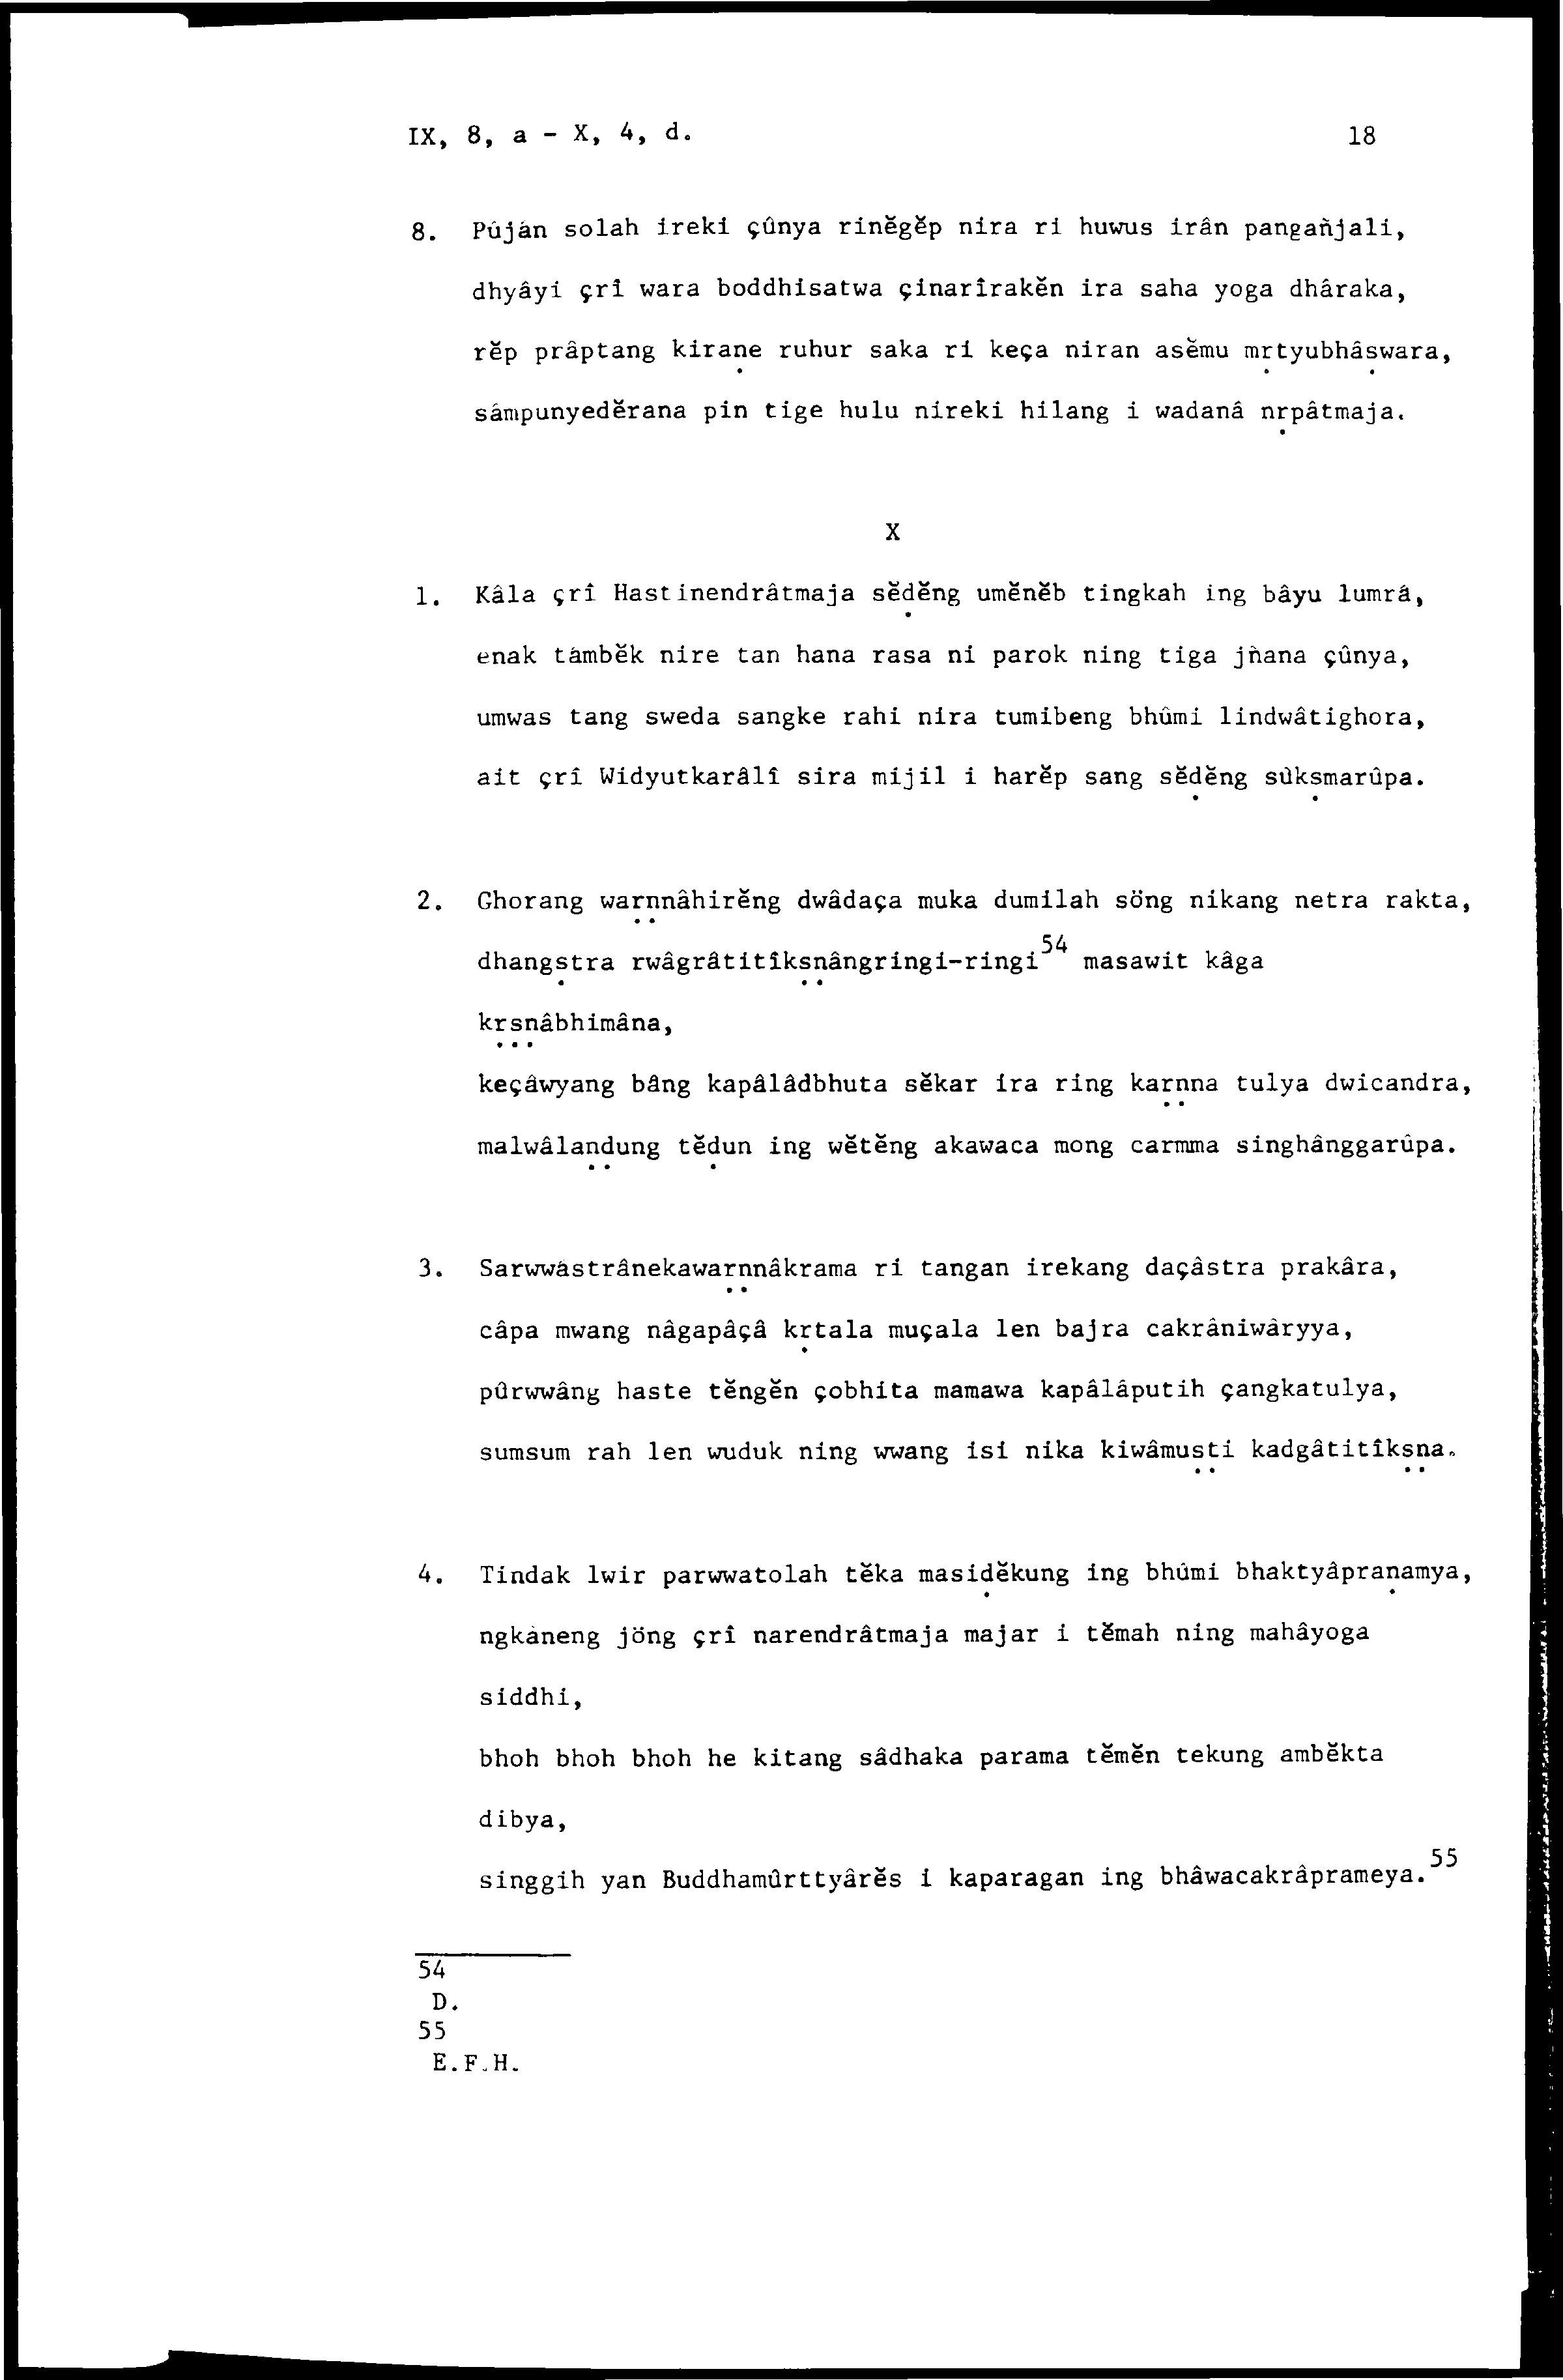 IX, 8, a - X, 4, d. 18
8. Pûjân solah ireki çûnya rinĕgĕp nira ri huwus irân pangañjali,
dhyâyi çrî wara boddhisatwa çinarîrakĕn ira saha yoga dhâraka,
rĕp prâptang kiraṇe ruhur saka ri keça niran asĕmu mṛtyubhâṣwara,
sâmpunyedĕrana pin tige hulu nireki hilang i wadanâ nṛpâtmaja.
X
1. Kâla çrî Hastinendrâtmaja sĕḍĕng umĕnĕb tingkah ing bâyu lumrâ,
enak tâmbĕk nire tan hana rasa ni parok ning tiga jñana çûnya,
umwas tang sweda sangke rahi nira tumibeng bhûmi lindwâtighora,
ait çrî Widyutkarâlî sira mijil i harĕp sang sĕḍĕng sûkṣmarûpa.
2. Ghorang warṇṇâhirĕng dwâdaça muka dumilah söng nikang netra rakta,
dhangṣtra rwâgrâtitîkṣṇângringi-ringi54 masawit kâga
kṛṣṇâbhimâna,
keçâwyang bâng kapâlâdbhuta sĕkar ira ring karṇṇa tulya dwicandra,
malwâlaṇḍung tĕḍun ing wĕtĕng akawaca mong carmma singhânggarûpa.
3. Sarwwâstrânekawarṇṇâkrama ri tangan irekang daçâstra prakâra,
câpa mwang nâgapâçâ kṛtala muçala len bajra cakrâniwâryya,
pûrwwâng haste tĕngĕn çobhita mamawa kapâlâputih çangkatulya,
sumsum rah len wuduk ning wwang isi nika kiwâmuṣṭi kadgâtitîkṣṇa.
4. Tindak lwir parwwatolah tĕka masiḍĕkung ing bhûmi bhaktyâpraṇamya,
ngkâneng jöng çrî narendrâtmaja majar i tĕmah ning mahâyoga
siddhi,
bhoh bhoh bhoh he kitang sâdhaka parama tĕmĕn tekung ambĕkta
dibya,
singgih yan Buddhamûrttyârĕs i kaparagan ing bhâwacakrâprameya.55
54
D.
55
E.F.H.